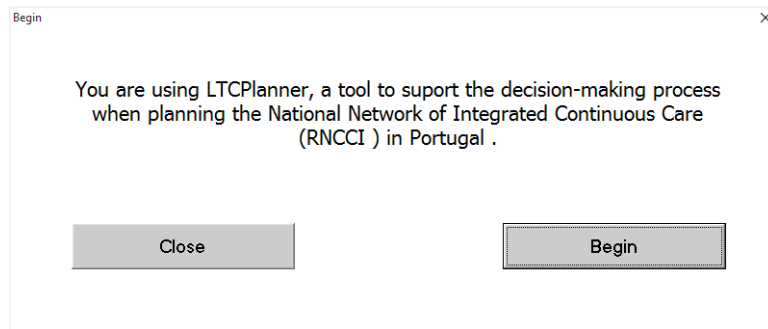 Begin
You are using LTCPlanner, a tool to suport the decision-making process
when planning the National Network of Integrated Continuous Care
(RNCCI ) in Portugal .
Close
Begin